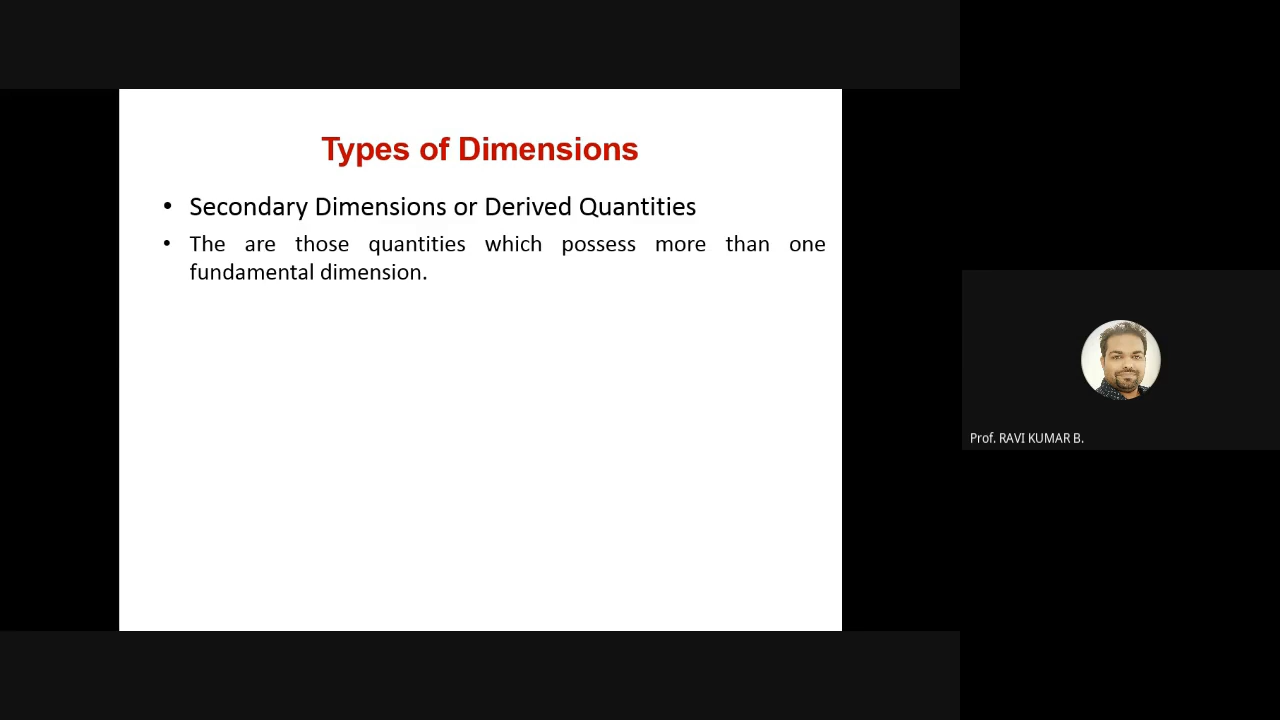 Types of Dimensions
• Secondary Dimensions or Derived Quantities
• The are those quantities which possess more than one
fundamental dimension.
Prof. RAVI KUMAR B.